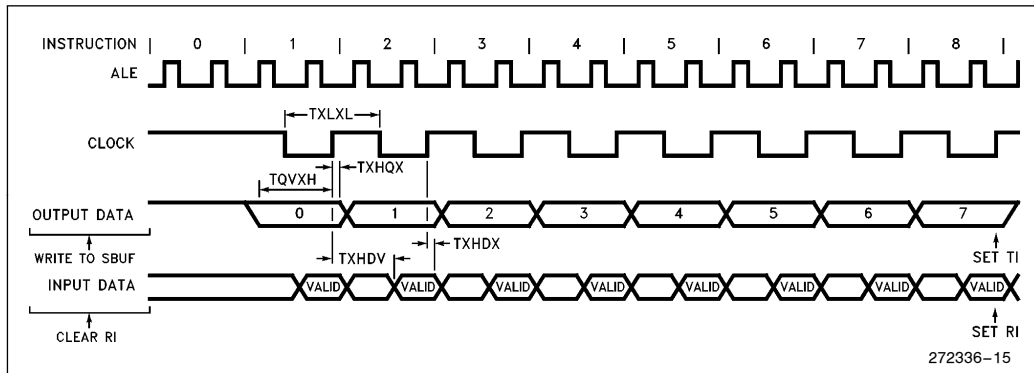 INSTRUCTION | 0 | 1 | 2 | 3 | 4 | 5 | 6 | 7 | 8 |
ALE
TXLXL
CLOCK
TQVXH TXHQX
OUTPUT DATA 0 1 2 3 4 5 6 7
WRITE TO SBUF TXHDV TXHDX SET TI
INPUT DATA VALID VALID VALID VALID VALID VALID VALID VALID
CLEAR RI SET RI
272336–15